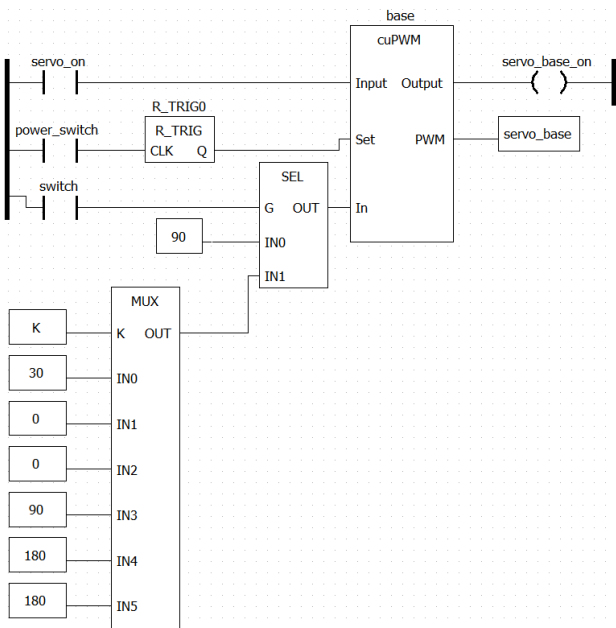 base
cuPWM
servo_on
servo_base_on
Input Output
R_TRIG0
power_switch
R_TRIG
servo_base
CLK Q
Set PWM
SEL
switch
G OUT
In
90
IN0
IN1
MUX
K
K OUT
30
IN0
0
IN1
0
IN2
90
IN3
180
IN4
180
IN5